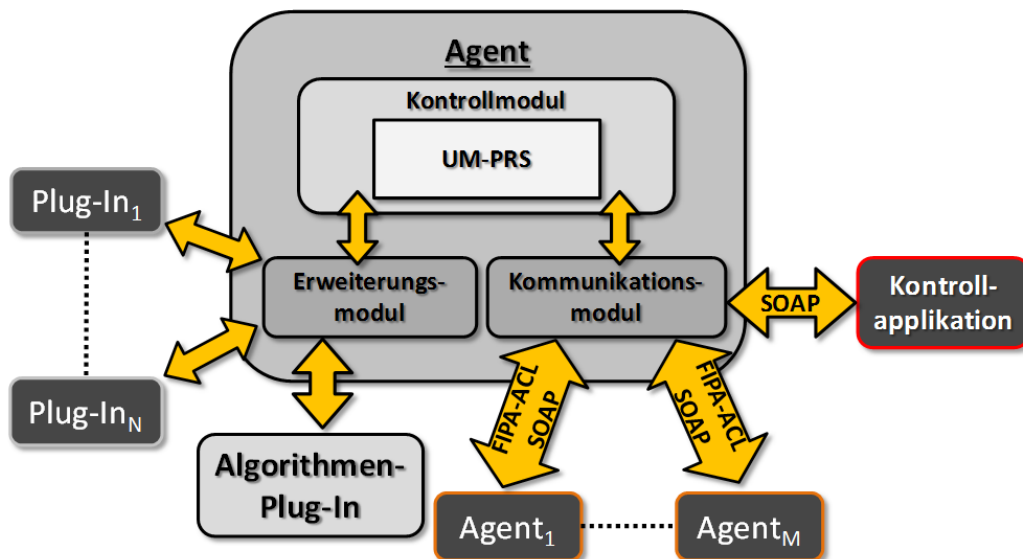 Agent
Kontrollmodul
UM-PRS
Plug-In₁
Erweiterungs-
modul
Kommunikations-
modul
SOAP
Kontroll-
applikation
Plug-Inₙ
FIPA-ACL
SOAP
FIPA-ACL
SOAP
Algorithmen-
Plug-In
Agent₁
Agent_M